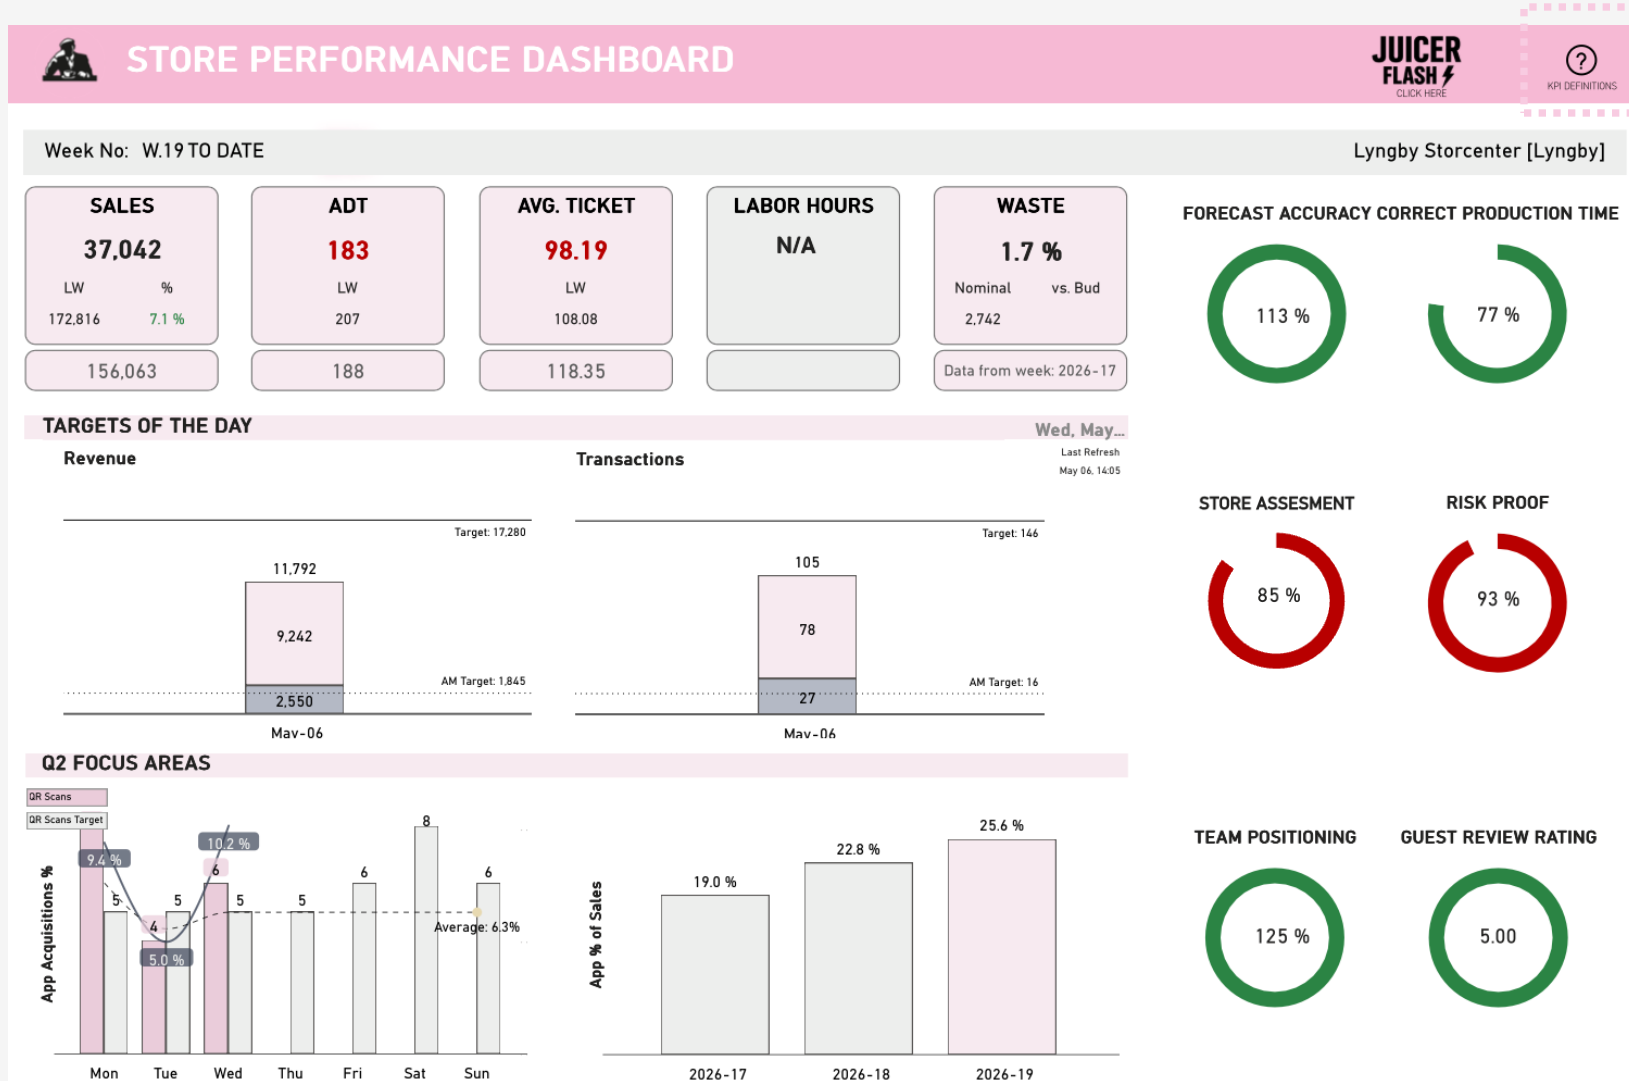 STORE PERFORMANCE DASHBOARD
JUICER
FLASH
CLICK HERE
?
KPI DEFINITIONS
Week No: W.19 TO DATE
Lyngby Storcenter [Lyngby]
SALES
37,042
LW %
172,816 7.1 %
156,063
ADT
183
LW
207
188
AVG. TICKET
98.19
LW
108.08
118.35
LABOR HOURS
N/A
WASTE
1.7 %
Nominal vs. Bud
2,742
Data from week: 2026-17
FORECAST ACCURACY
113 %
CORRECT PRODUCTION TIME
77 %
TARGETS OF THE DAY
Wed, May...
Last Refresh
May 06, 14:05
Revenue
Target: 17,280
11,792
9,242
AM Target: 1,845
2,550
May-06
Transactions
Target: 146
105
78
AM Target: 16
27
May-06
STORE ASSESMENT
85 %
RISK PROOF
93 %
Q2 FOCUS AREAS
QR Scans
QR Scans Target
App Acquisitions %
9.4 %
5
4
5
5.0 %
10.2 %
6
5
5
6
8
6
Average: 6.3%
Mon Tue Wed Thu Fri Sat Sun
App % of Sales
19.0 %
22.8 %
25.6 %
2026-17 2026-18 2026-19
TEAM POSITIONING
125 %
GUEST REVIEW RATING
5.00